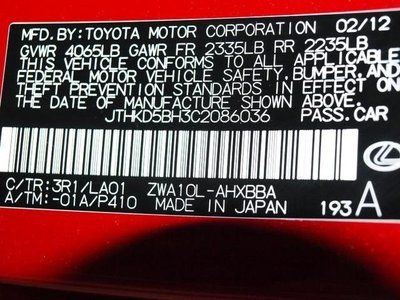 MFD. BY: TOYOTA MOTOR CORPORATION 02/12
GVWR 4065LB GAWR FR 2335LB RR 2235LB
THIS VEHICLE CONFORMS TO ALL APPLICABLE
FEDERAL MOTOR VEHICLE SAFETY, BUMPER, AND
THEFT PREVENTION STANDARDS IN EFFECT ON
THE DATE OF MANUFACTURE SHOWN ABOVE.
JTHKD5BH3C2086036 PASS. CAR
C/TR: 3R1/LA01 ZWA10L-AHXBBA
A/TM: -01A/P410 MADE IN JAPAN 193 A